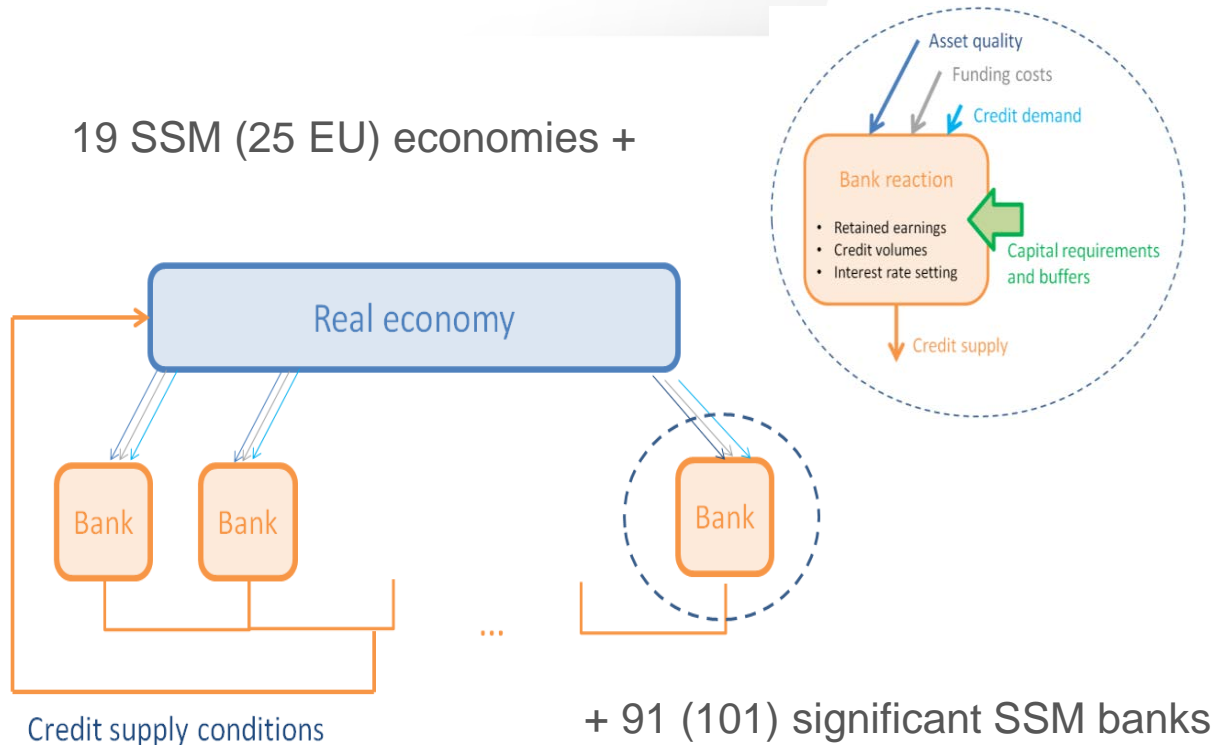 Asset quality
Funding costs
Credit demand
19 SSM (25 EU) economies +
Bank reaction
• Retained earnings
• Credit volumes
• Interest rate setting
Capital requirements
and buffers
Credit supply
Real economy
Bank
Bank
Bank
...
Credit supply conditions
+ 91 (101) significant SSM banks